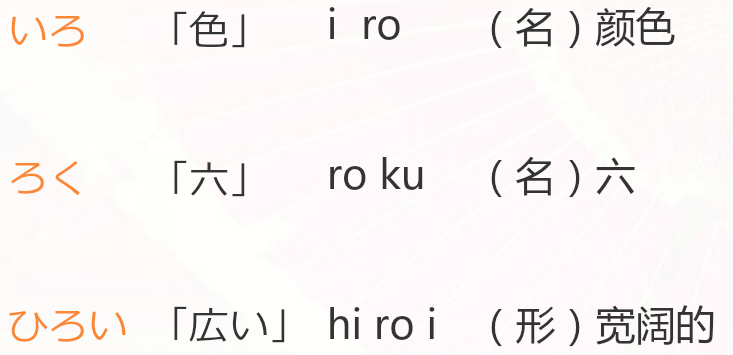 いろ 「色」 i ro (名)颜色
ろく 「六」 ro ku (名)六
ひろい 「広い」 hi ro i (形)宽阔的